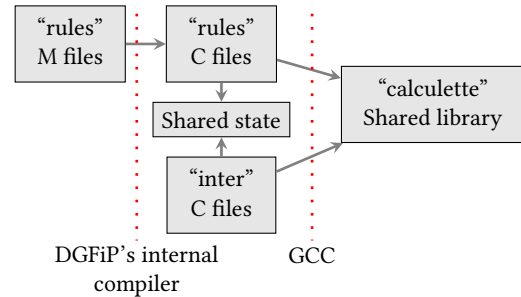 “rules”
M files
“rules”
C files
“calculette”
Shared library
Shared state
“inter”
C files
DGFiP’s internal
compiler
GCC